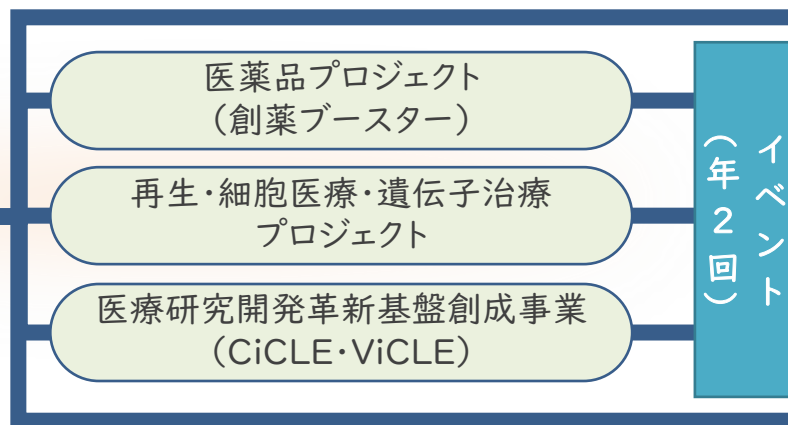 医薬品プロジェクト
（創薬ブースター）
再生・細胞医療・遺伝子治療
プロジェクト
医療研究開発革新基盤創成事業
（CiCLE・ViCLE）
イベント
（年2回）